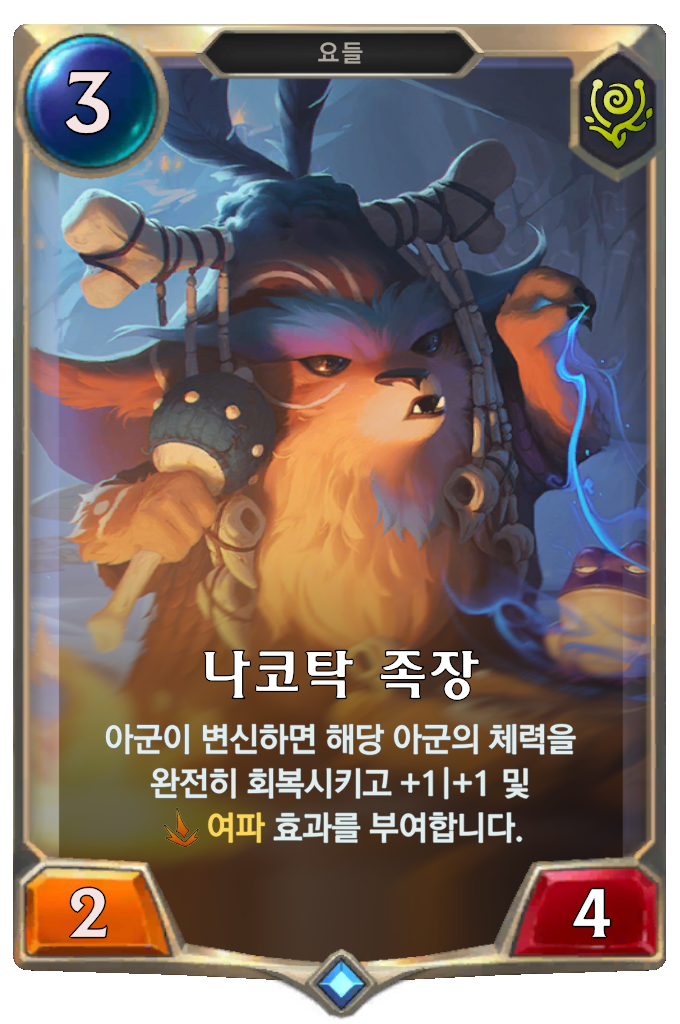 3
요들
나코탁 족장
아군이 변신하면 해당 아군의 체력을
완전히 회복시키고 +1|+1 및
여파 효과를 부여합니다.
2
4